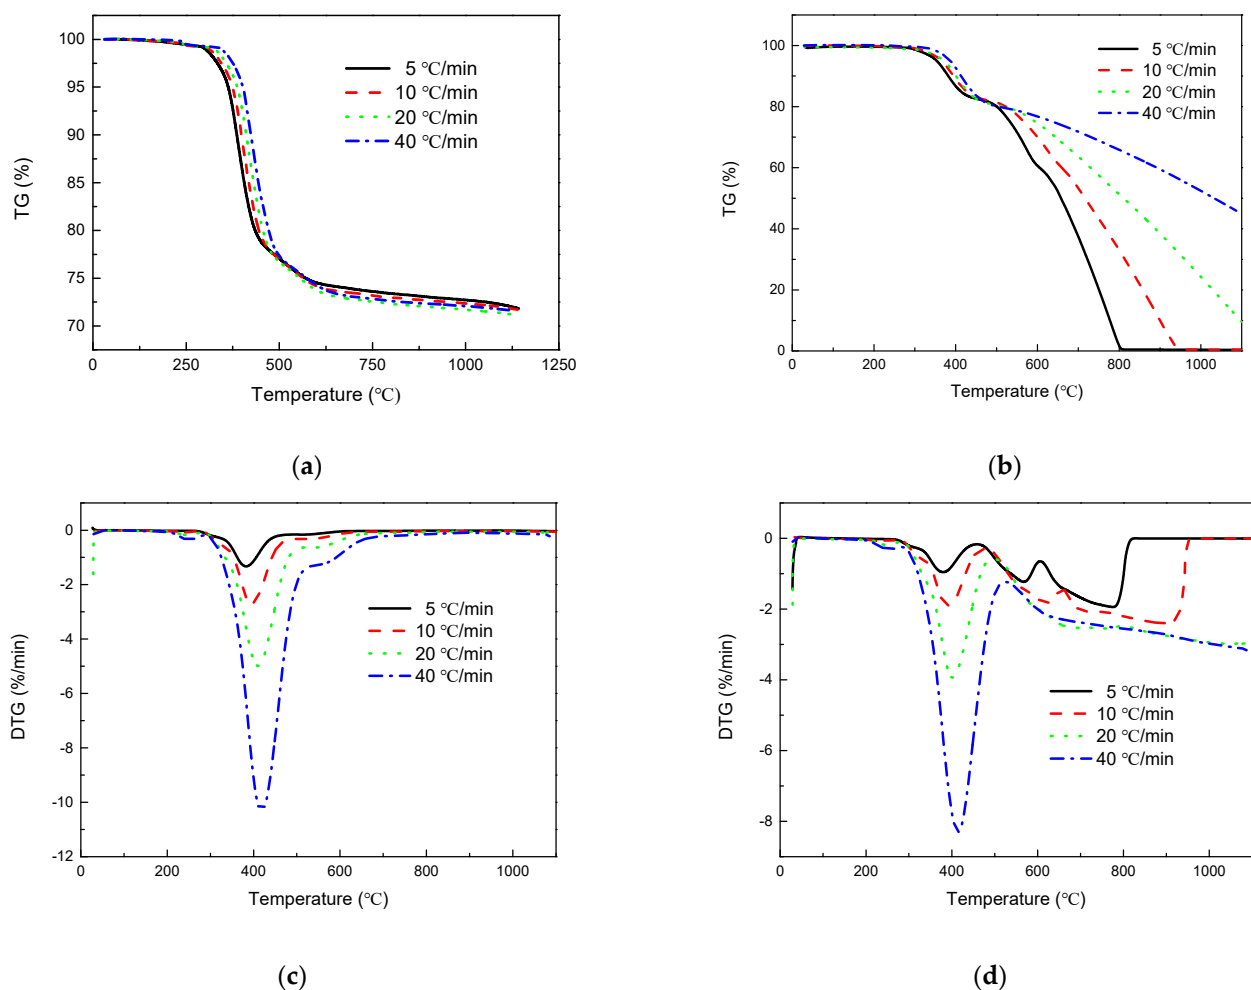 100
95
90
85
80
75
70
TG (%)
5 ℃/min
10 ℃/min
20 ℃/min
40 ℃/min
0 250 500 750 1000 1250
Temperature (℃)
(a)
100
80
60
40
20
0
TG (%)
5 ℃/min
10 ℃/min
20 ℃/min
40 ℃/min
0 200 400 600 800 1000
Temperature (℃)
(b)
0
-2
-4
-6
-8
-10
-12
DTG (%/min)
5 ℃/min
10 ℃/min
20 ℃/min
40 ℃/min
0 200 400 600 800 1000
Temperature (℃)
(c)
0
-2
-4
-6
-8
DTG (%/min)
5 ℃/min
10 ℃/min
20 ℃/min
40 ℃/min
0 200 400 600 800 1000
Temperature (℃)
(d)